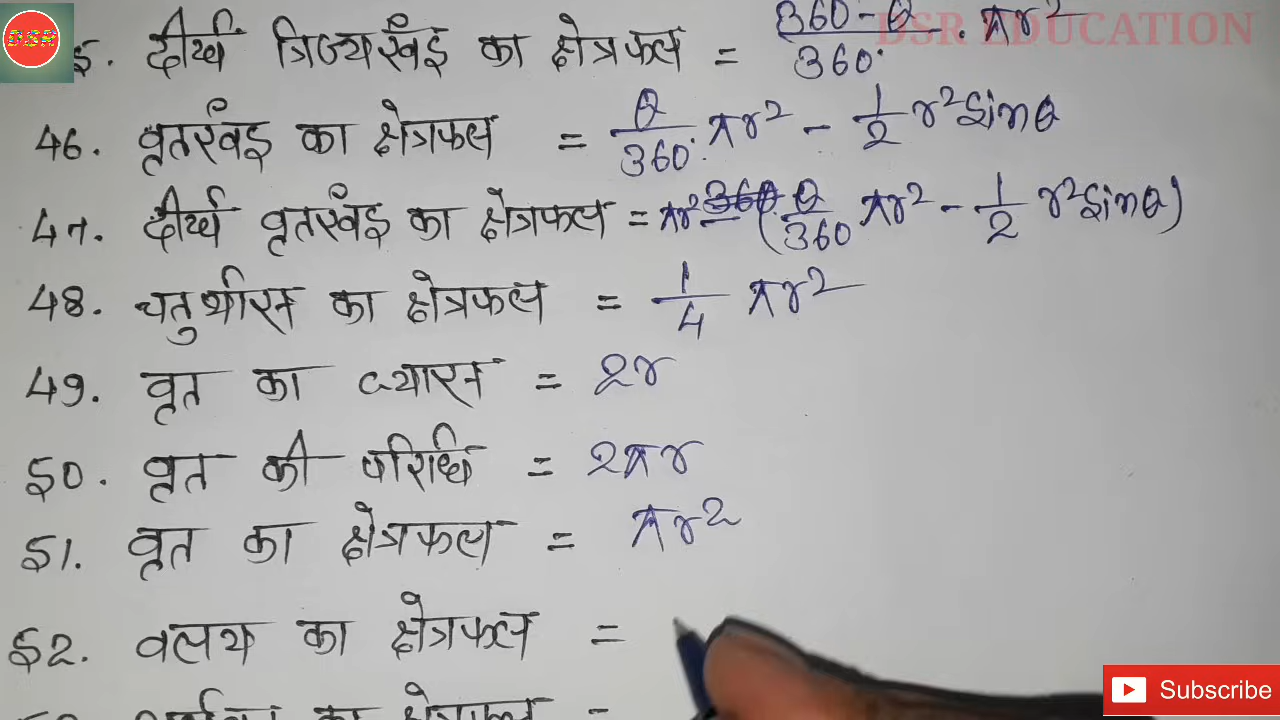 DSR
DSR EDUCATION
5. दीर्घ त्रिज्यखंड का क्षेत्रफल = 360-θ/360° . πr²
46. वृतखंड का क्षेत्रफल = θ/360° πr² - 1/2 r² sinθ
47. दीर्घ वृतखंड का क्षेत्रफल = πr² - (θ/360 πr² - 1/2 r² sinθ)
48. चतुर्थांस का क्षेत्रफल = 1/4 πr²
49. वृत का व्यास = 2r
50. वृत की परिधि = 2πr
51. वृत का क्षेत्रफल = πr²
52. वलय का क्षेत्रफल =
का क्षेत्रफल =
Subscribe